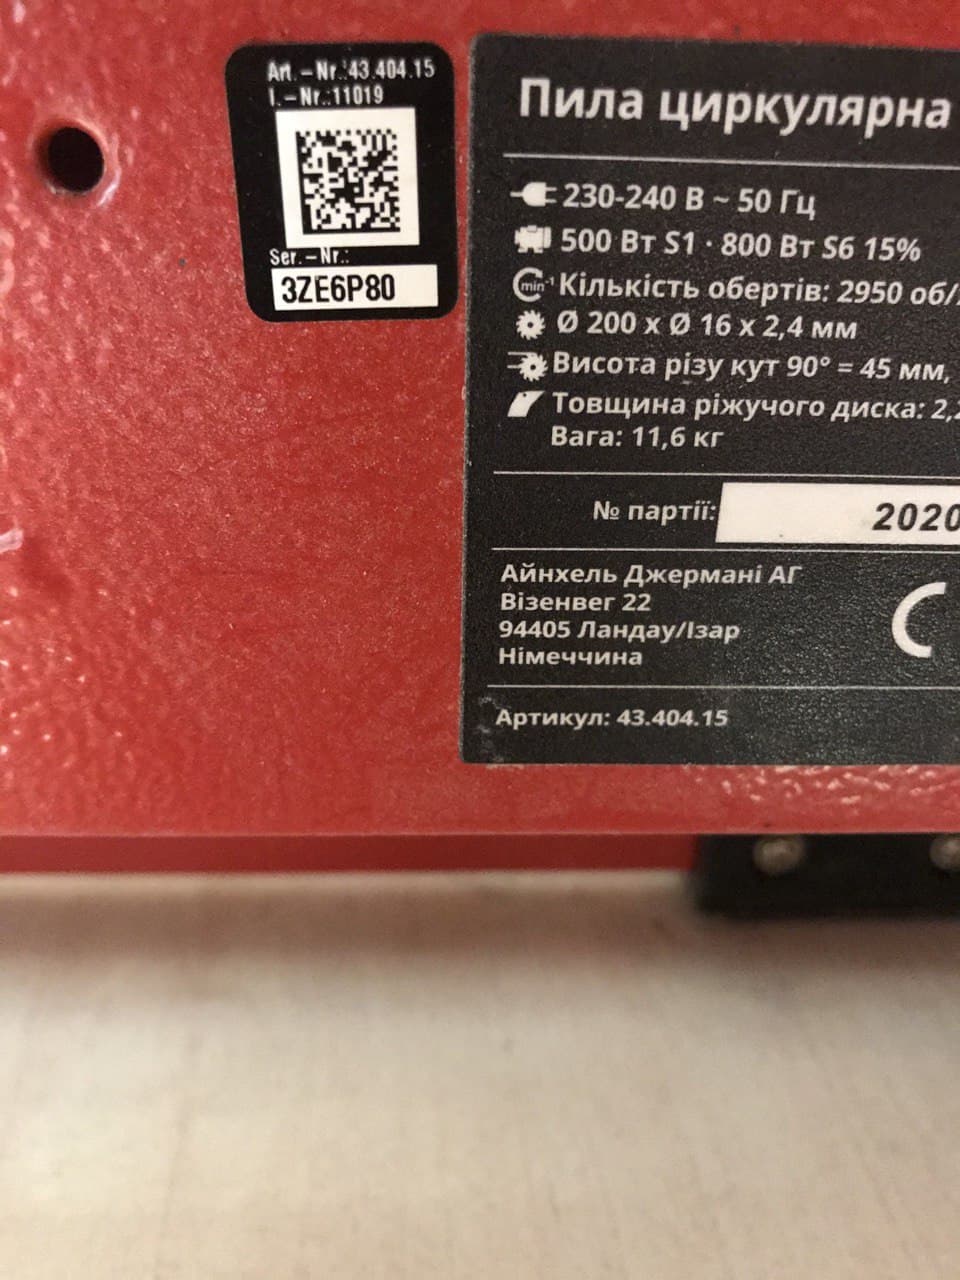 Art.-Nr.:43.404.15
I.-Nr.:11019
Ser.-Nr.:
3ZE6P80
Пила циркулярна
230-240 В ~ 50 Гц
500 Вт S1 · 800 Вт S6 15%
min⁻¹ Кількість обертів: 2950
Ø 200 x Ø 16 x 2,4 мм
Висота різу кут 90° = 45 мм,
Товщина ріжучого диска:
Вага: 11,6 кг
№ партії: 2020
Айнхель Джермані АГ
Візенвег 22
94405 Ландау/Ізар
Німеччина
Артикул: 43.404.15